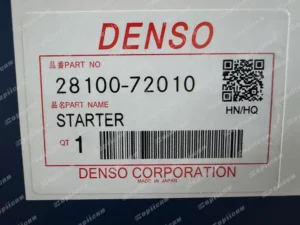 DENSO
品番PART NO
28100-72010
品名PART NAME
HN/HQ
STARTER
QT 1
DENSO CORPORATION
MADE IN JAPAN